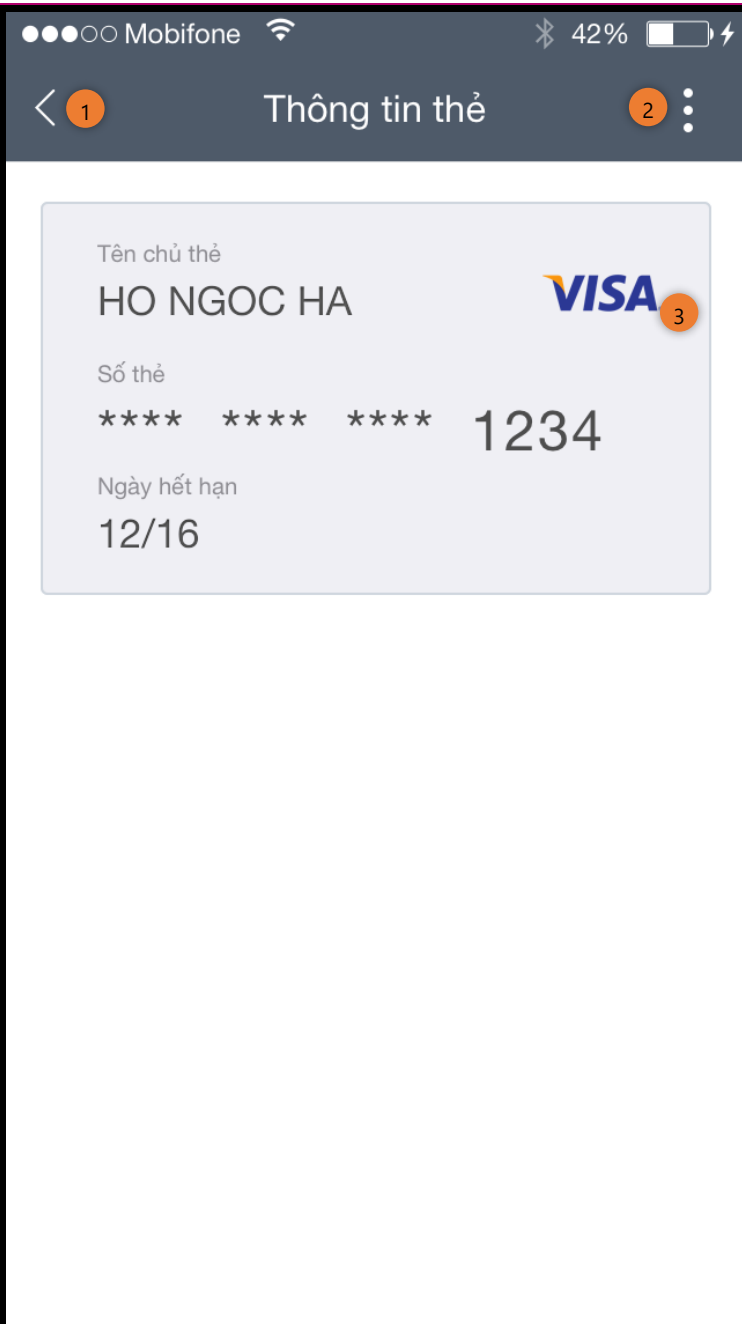 Mobifone 42%
1 Thông tin thẻ 2
Tên chủ thẻ
HO NGOC HA
VISA 3
Số thẻ
**** **** **** 1234
Ngày hết hạn
12/16